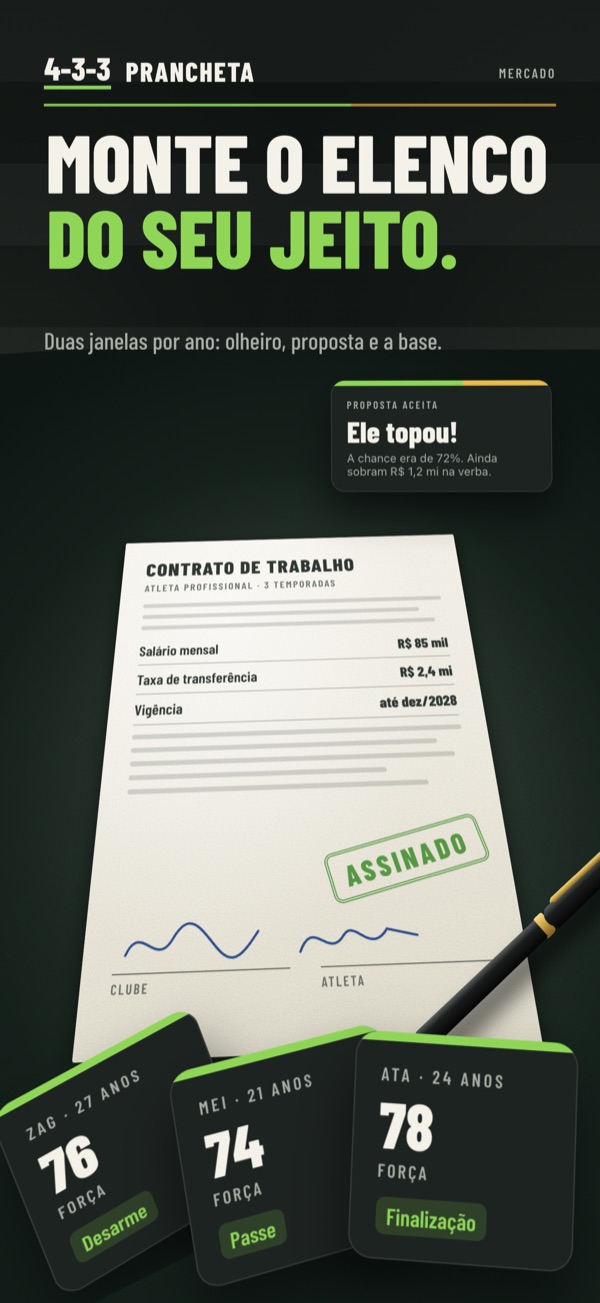 4-3-3 PRANCHETA
MERCADO
MONTE O ELENCO
DO SEU JEITO.
Duas janelas por ano: olheiro, proposta e a base.
PROPOSTA ACEITA
Ele topou!
A chance era de 72%. Ainda
sobram R$ 1,2 mi na verba.
CONTRATO DE TRABALHO
ATLETA PROFISSIONAL · 3 TEMPORADAS
Salário mensal R$ 85 mil
Taxa de transferência R$ 2,4 mi
Vigência até dez/2028
ASSINADO
CLUBE
ATLETA
ZAG · 27 ANOS
76
FORÇA
Desarme
MEI · 21 ANOS
74
FORÇA
Passe
ATA · 24 ANOS
78
FORÇA
Finalização